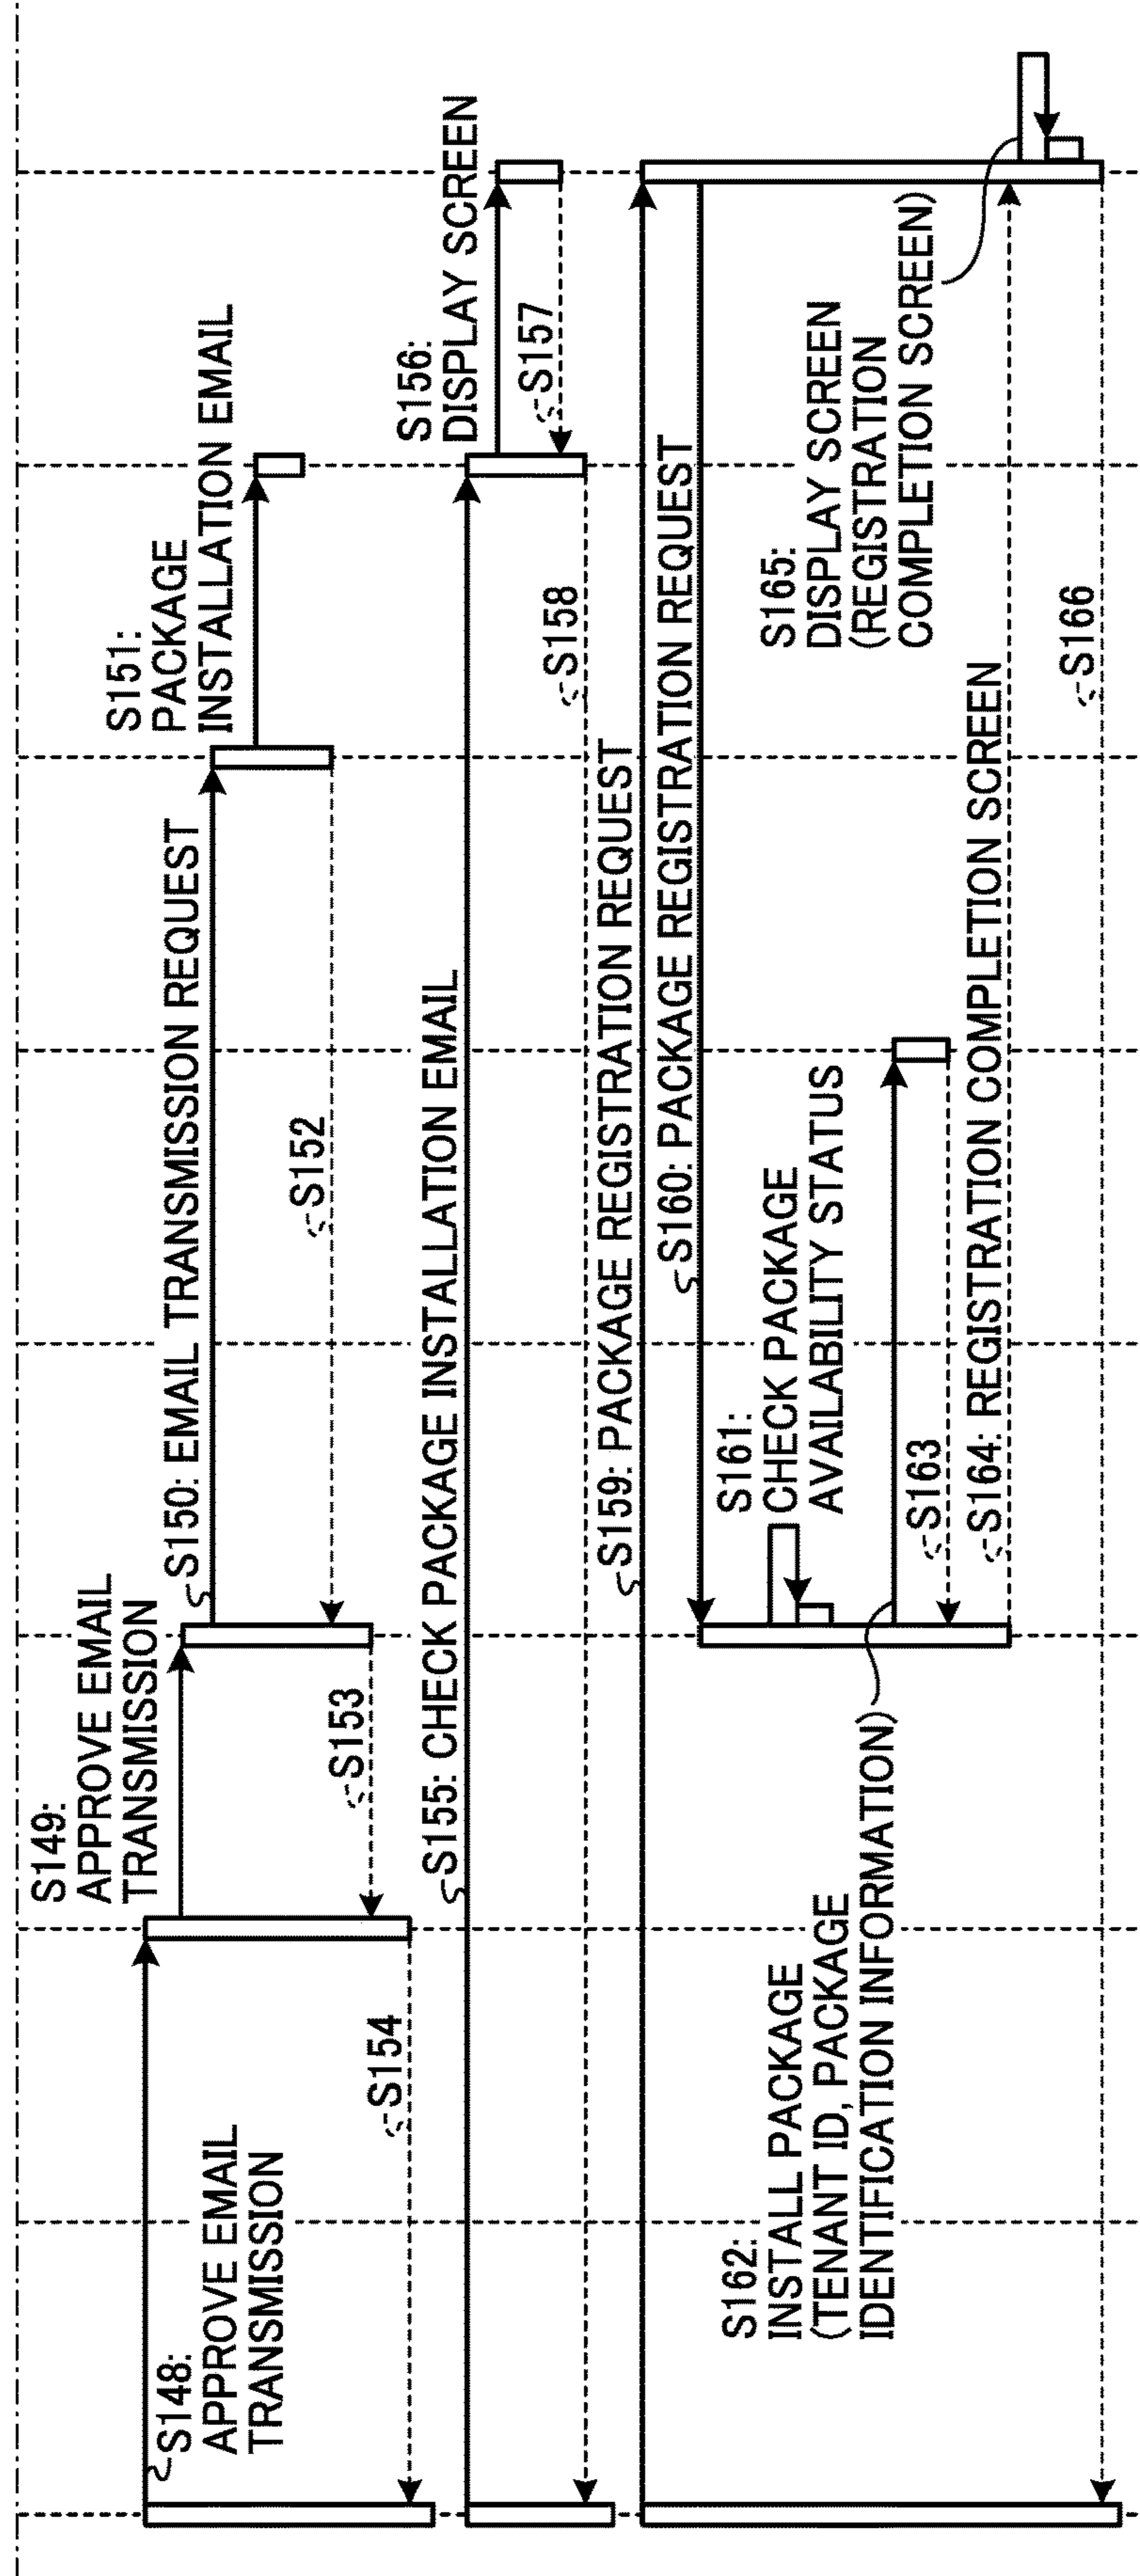 S148:
APPROVE EMAIL
TRANSMISSION
S149:
APPROVE EMAIL
TRANSMISSION
S150: EMAIL TRANSMISSION REQUEST
S151:
PACKAGE
INSTALLATION EMAIL
S152
S153
S154
S155: CHECK PACKAGE INSTALLATION EMAIL
S156:
DISPLAY SCREEN
S157
S158
S159: PACKAGE REGISTRATION REQUEST
S160: PACKAGE REGISTRATION REQUEST
S161:
CHECK PACKAGE
AVAILABILITY STATUS
S162:
INSTALL PACKAGE
(TENANT ID, PACKAGE
IDENTIFICATION INFORMATION)
S163
S164: REGISTRATION COMPLETION SCREEN
S165:
DISPLAY SCREEN
(REGISTRATION
COMPLETION SCREEN)
S166